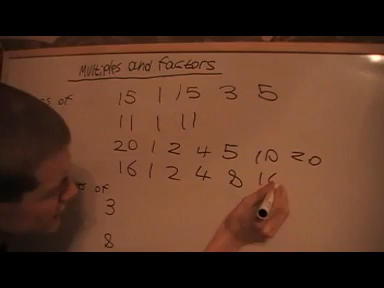 Multiples and Factors
of 15 1 15 3 5
11 1 11
20 1 2 4 5 10 20
16 1 2 4 8 16
of
3
8